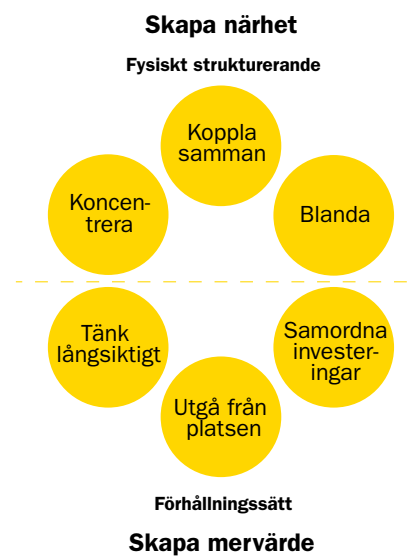 Skapa närhet
Fysiskt strukturerande
Koppla
samman
Koncen-
trera
Blanda
Tänk
långsiktigt
Samordna
invester-
ingar
Utgå från
platsen
Förhållningssätt
Skapa mervärde